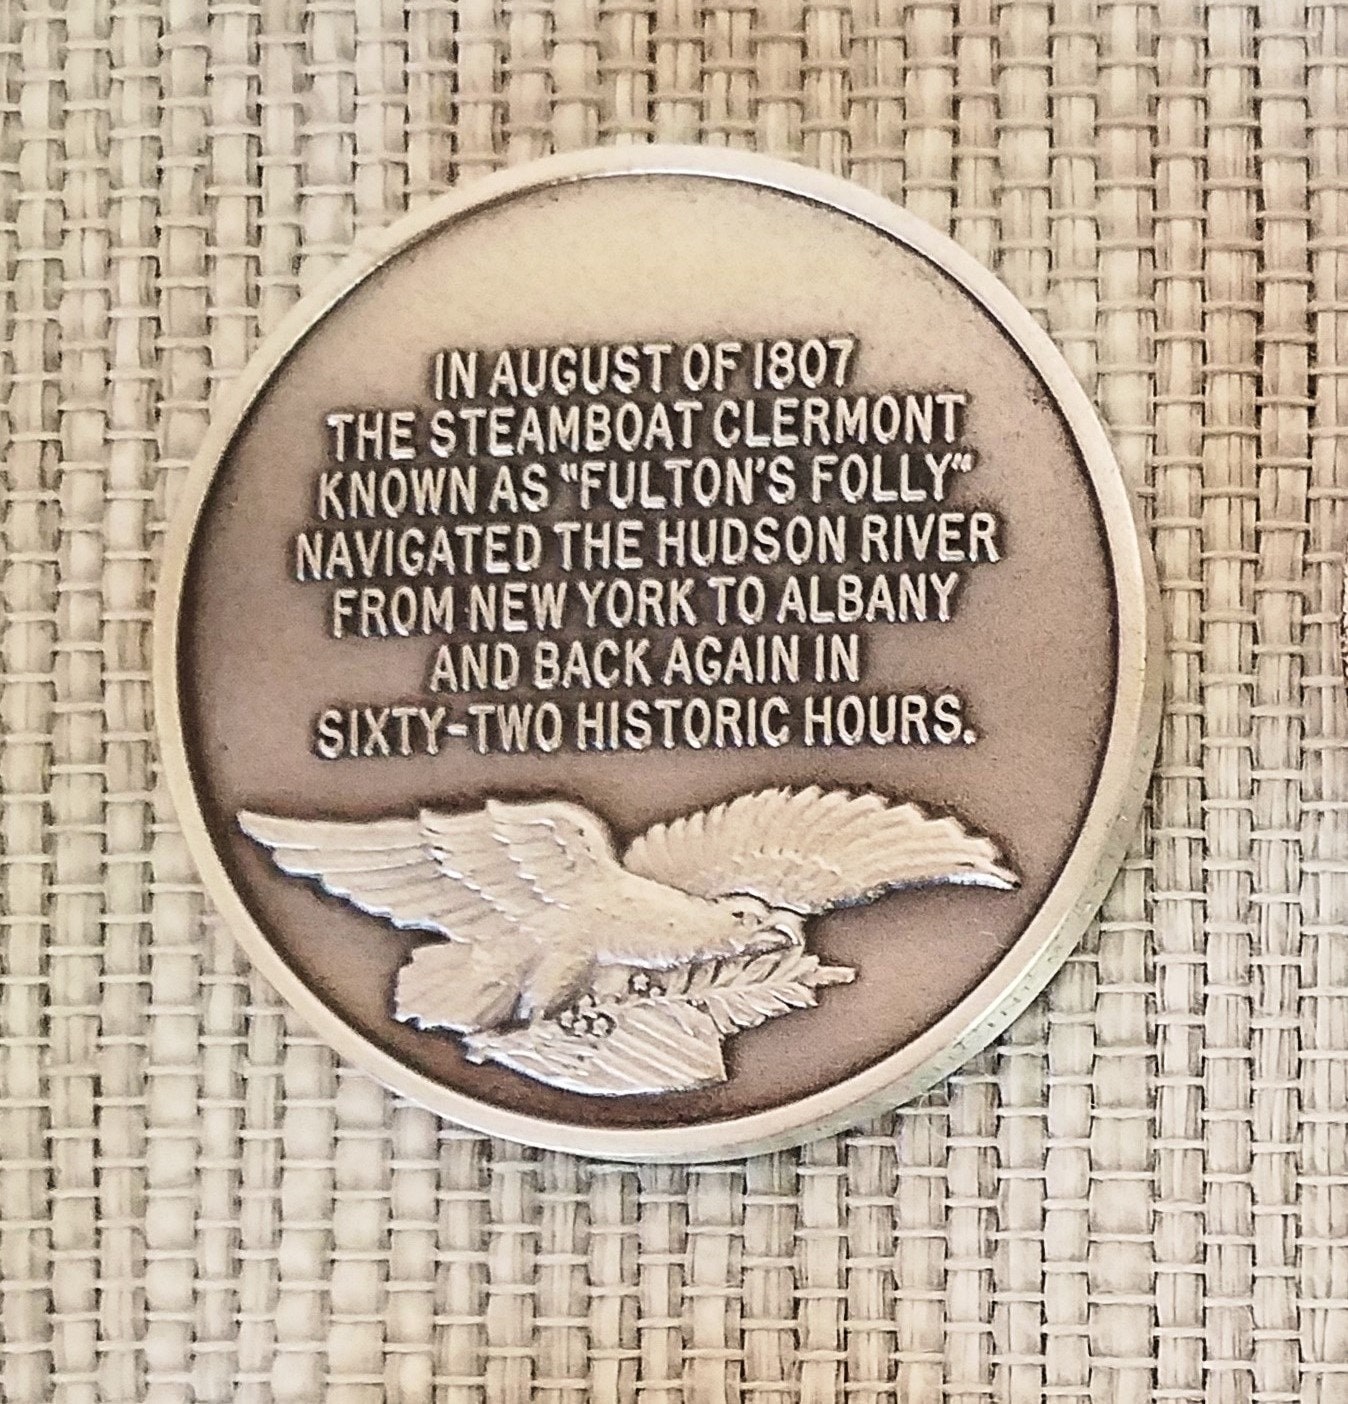 IN AUGUST OF 1807
THE STEAMBOAT CLERMONT
KNOWN AS "FULTON'S FOLLY"
NAVIGATED THE HUDSON RIVER
FROM NEW YORK TO ALBANY
AND BACK AGAIN IN
SIXTY-TWO HISTORIC HOURS.